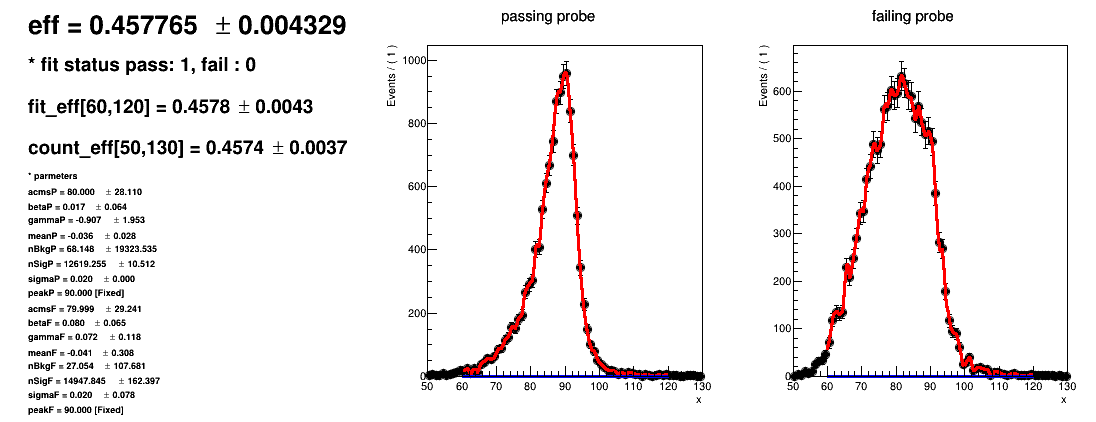 eff = 0.457765 ± 0.004329
* fit status pass: 1, fail : 0
fit_eff[60,120] = 0.4578 ± 0.0043
count_eff[50,130] = 0.4574 ± 0.0037
* parmeters
acmsP = 80.000 ± 28.110
betaP = 0.017 ± 0.064
gammaP = -0.907 ± 1.953
meanP = -0.036 ± 0.028
nBkgP = 68.148 ± 19323.535
nSigP = 12619.255 ± 10.512
sigmaP = 0.020 ± 0.000
peakP = 90.000 [Fixed]
acmsF = 79.999 ± 29.241
betaF = 0.080 ± 0.065
gammaF = 0.072 ± 0.118
meanF = -0.041 ± 0.308
nBkgF = 27.054 ± 107.681
nSigF = 14947.845 ± 162.397
sigmaF = 0.020 ± 0.078
peakF = 90.000 [Fixed]
passing probe
Events / ( 1 )
1000
800
600
400
200
0
50 60 70 80 90 100 110 120 130
x
failing probe
Events / ( 1 )
600
500
400
300
200
100
0
50 60 70 80 90 100 110 120 130
x